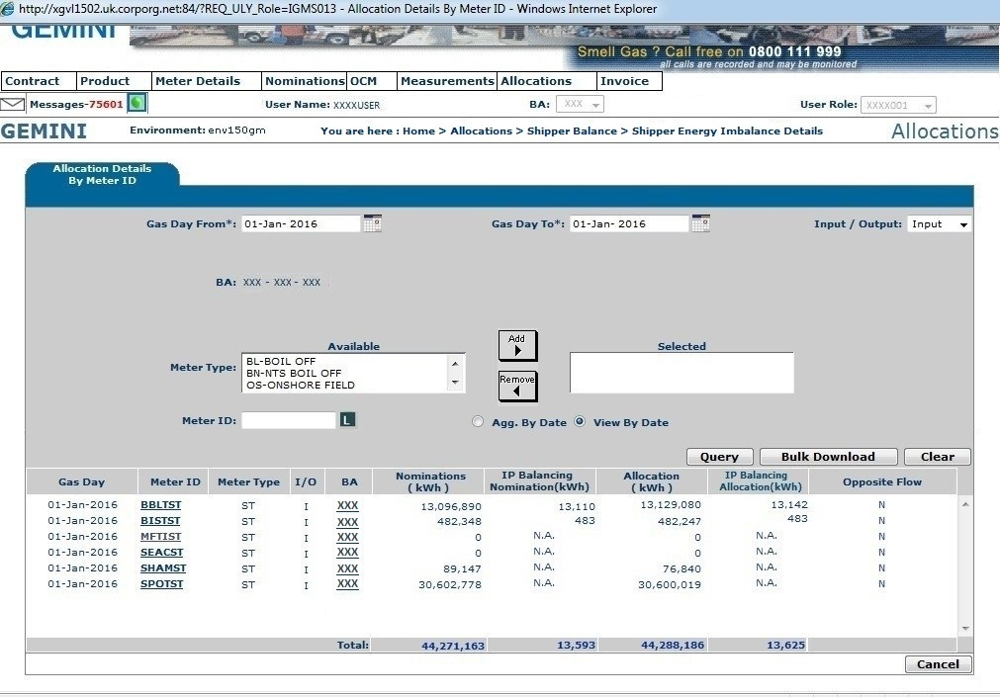 http://xgvl1502.uk.corporg.net:84/?REQ_ULY_Role=IGMS013 - Allocation Details By Meter ID - Windows Internet Explorer
GEMINI
Smell Gas ? Call free on 0800 111 999
all calls are recorded and may be monitored
Contract Product Meter Details Nominations OCM Measurements Allocations Invoice
Messages-75601 User Name: XXXXUSER BA: XXX User Role: XXXX001
GEMINI Environment: env150gm You are here : Home > Allocations > Shipper Balance > Shipper Energy Imbalance Details Allocations
Allocation Details
By Meter ID
Gas Day From*: 01-Jan- 2016 Gas Day To*: 01-Jan- 2016 Input / Output: Input
BA: XXX - XXX - XXX
Add
Available Selected
Meter Type: BL-BOIL OFF
BN-NTS BOIL OFF
OS-ONSHORE FIELD
Remove
Meter ID: L Agg. By Date View By Date
Query Bulk Download Clear
Gas Day Meter ID Meter Type I/O BA Nominations ( kWh ) IP Balancing Nomination(kWh) Allocation ( kWh ) IP Balancing Allocation(kWh) Opposite Flow
01-Jan-2016 BBLTST ST I XXX 13,096,890 13,110 13,129,080 13,142 N
01-Jan-2016 BISTST ST I XXX 482,348 483 482,247 483 N
01-Jan-2016 MFTIST ST I XXX 0 N.A. 0 N.A. N
01-Jan-2016 SEACST ST I XXX 0 N.A. 0 N.A. N
01-Jan-2016 SHAMST ST I XXX 89,147 N.A. 76,840 N.A. N
01-Jan-2016 SPOTST ST I XXX 30,602,778 N.A. 30,600,019 N.A. N
Total: 44,271,163 13,593 44,288,186 13,625
Cancel